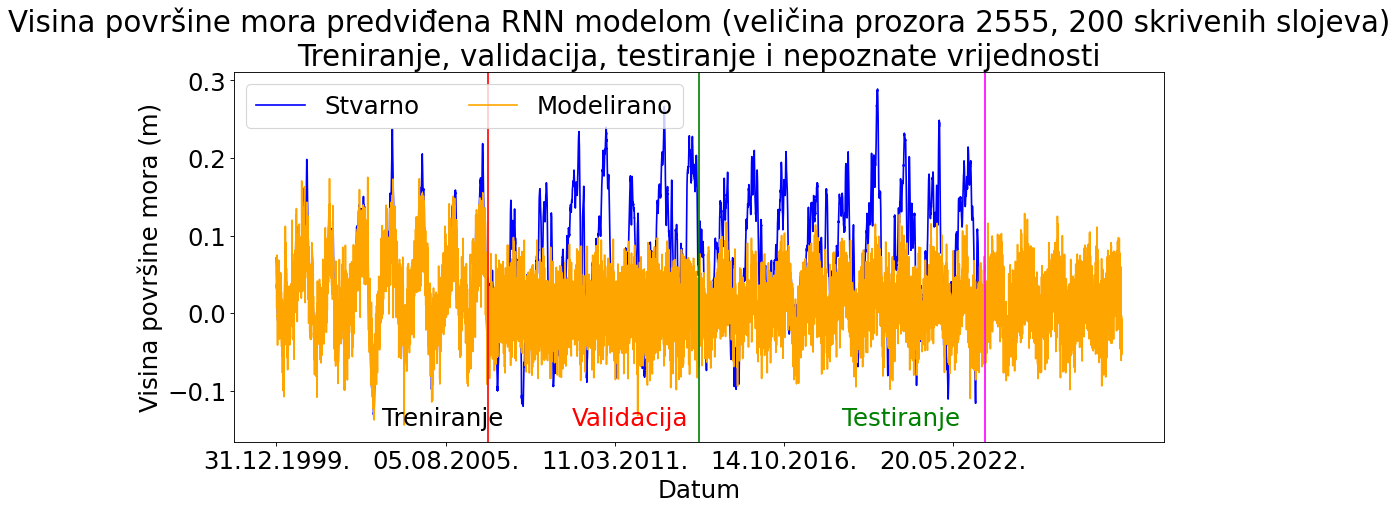 Visina površine mora predviđena RNN modelom (veličina prozora 2555, 200 skrivenih slojeva)
Treniranje, validacija, testiranje i nepoznate vrijednosti
Stvarno Modelirano
Visina površine mora (m)
0.3
0.2
0.1
0.0
−0.1
Treniranje Validacija Testiranje
31.12.1999. 05.08.2005. 11.03.2011. 14.10.2016. 20.05.2022.
Datum